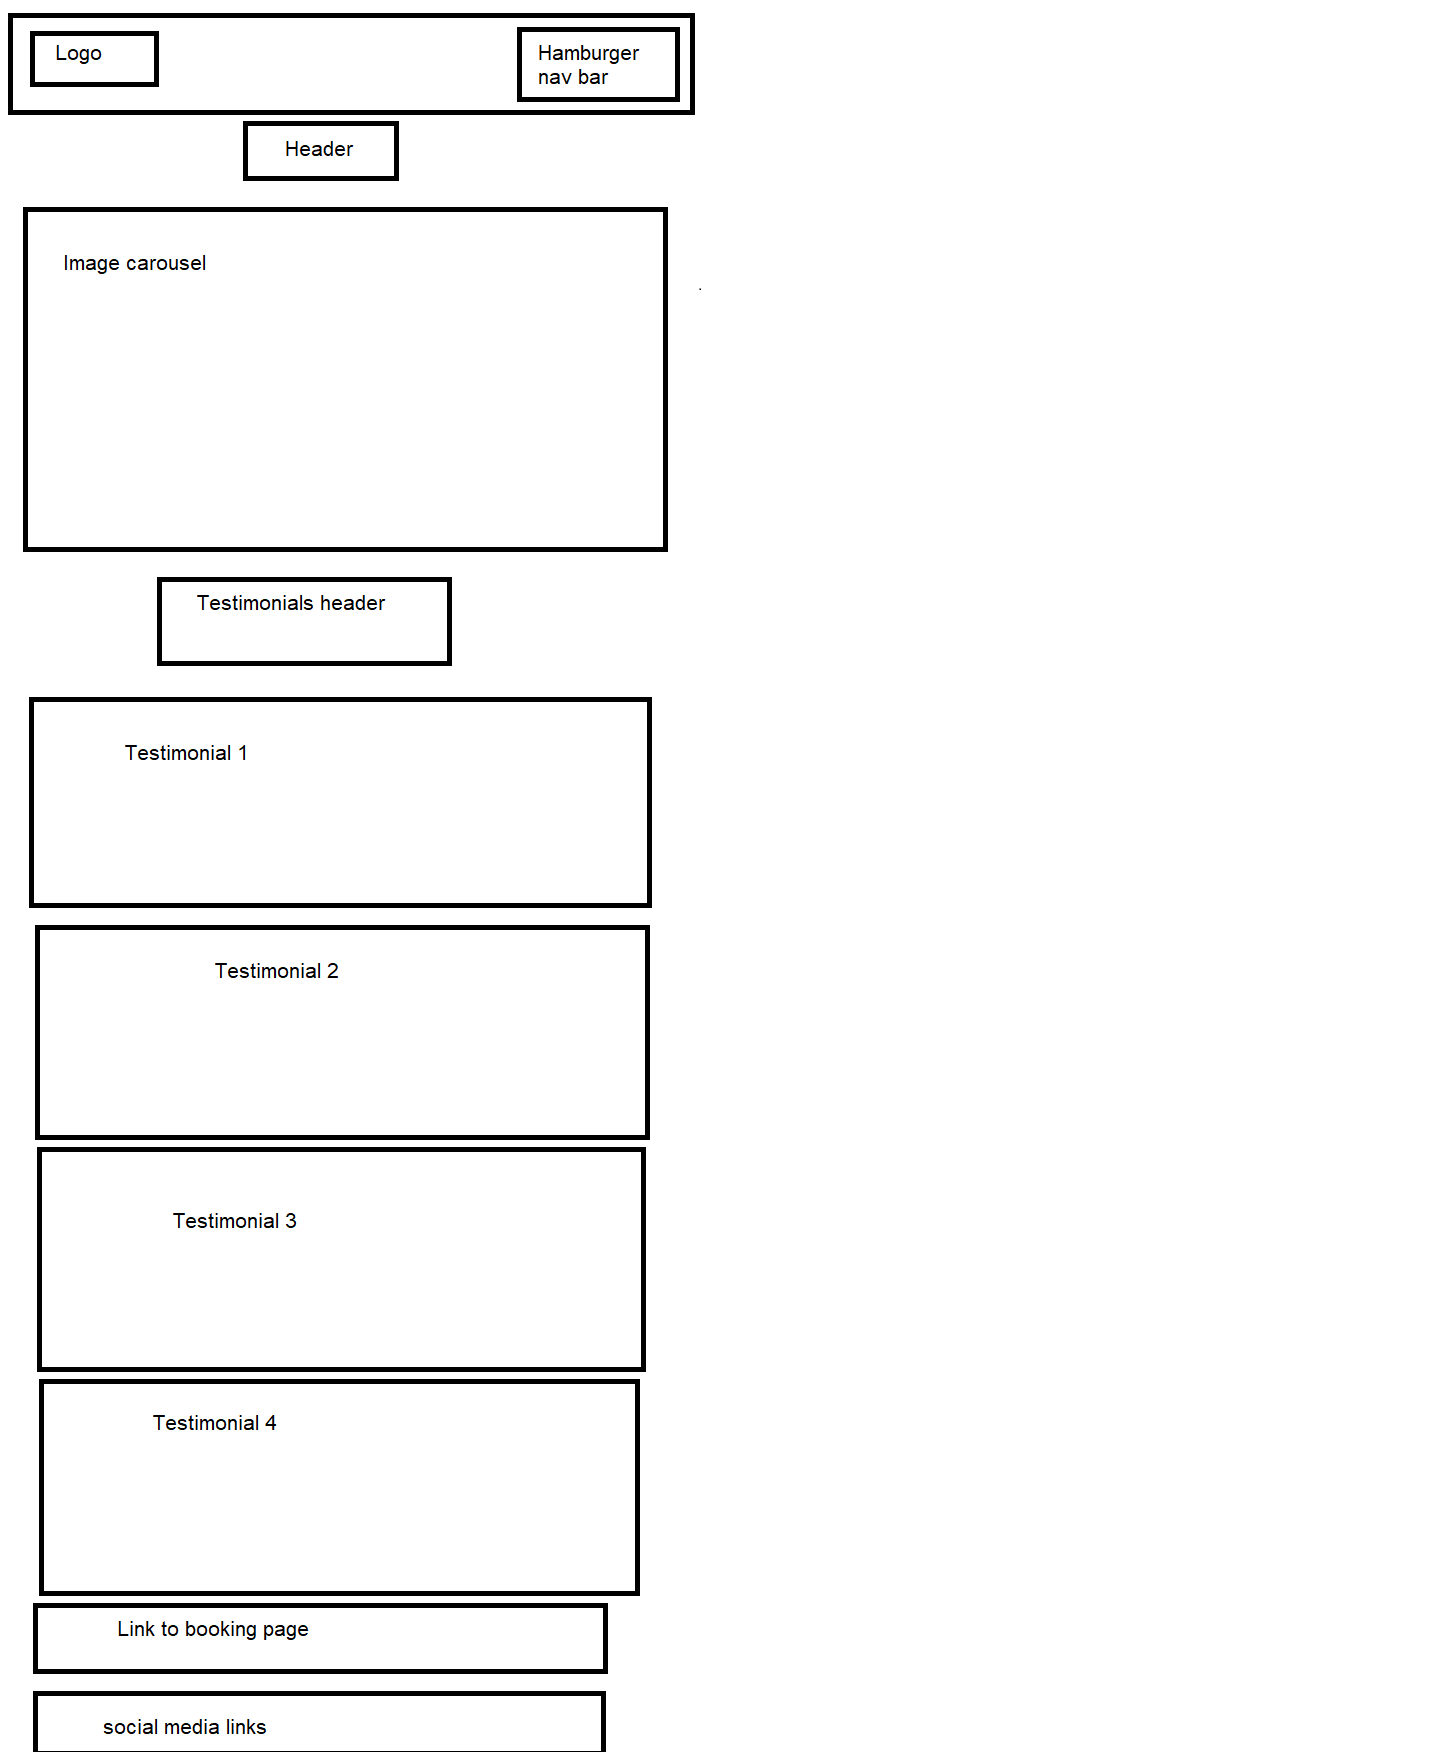 Logo
Hamburger
nav bar
Header
Image carousel
Testimonials header
Testimonial 1
Testimonial 2
Testimonial 3
Testimonial 4
Link to booking page
social media links